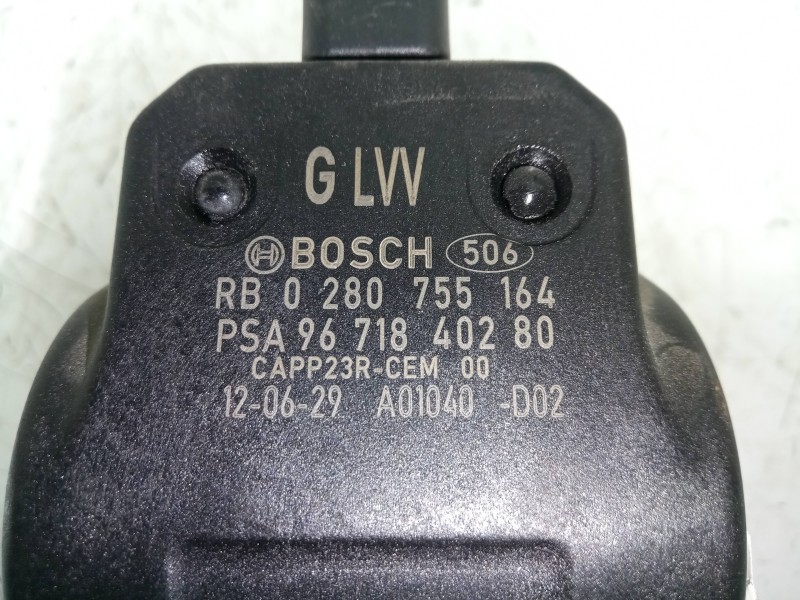 G LVV
BOSCH 506
RB 0 280 755 164
PSA 96 718 402 80
CAPP23R-CEM 00
12-06-29 A01040 -D02